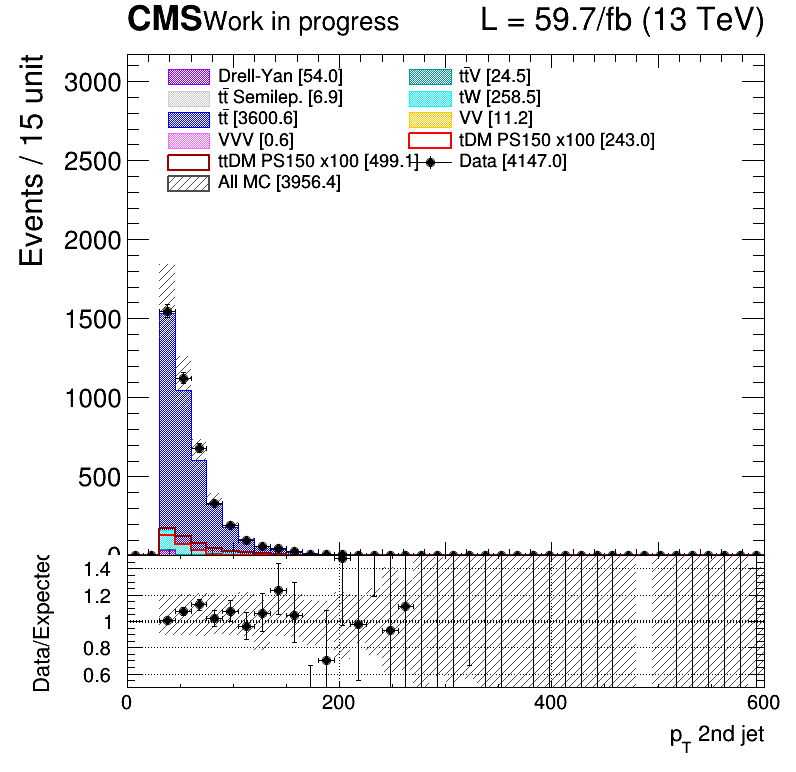 CMS Work in progress L = 59.7/fb (13 TeV)
Events / 15 unit
3000
2500
2000
1500
1000
500
0
Drell-Yan [54.0]
tt̄V [24.5]
tt̄ Semilep. [6.9]
tW [258.5]
tt̄ [3600.6]
VV [11.2]
VVV [0.6]
tDM PS150 x100 [243.0]
ttDM PS150 x100 [499.1]
Data [4147.0]
All MC [3956.4]
Data/Expected
1.4
1.2
1
0.8
0.6
0 200 400 600
p_T 2nd jet